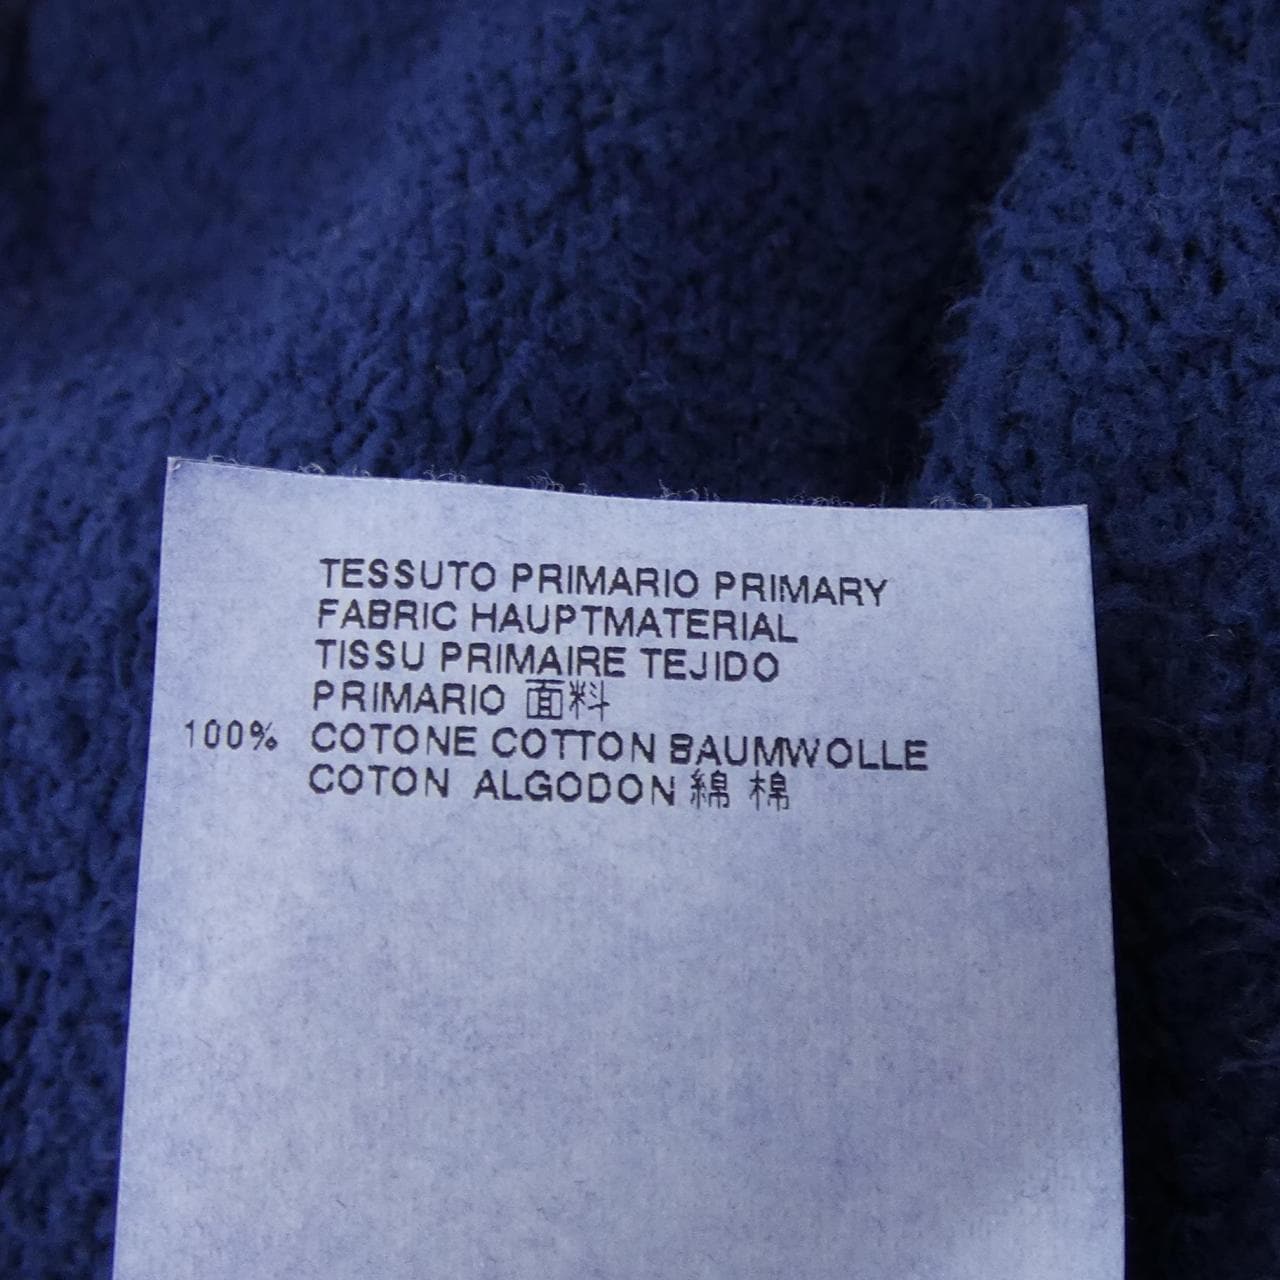 TESSUTO PRIMARIO PRIMARY
FABRIC HAUPTMATERIAL
TISSU PRIMAIRE TEJIDO
PRIMARIO 面料
100% COTONE COTTON BAUMWOLLE
COTON ALGODON 綿 棉